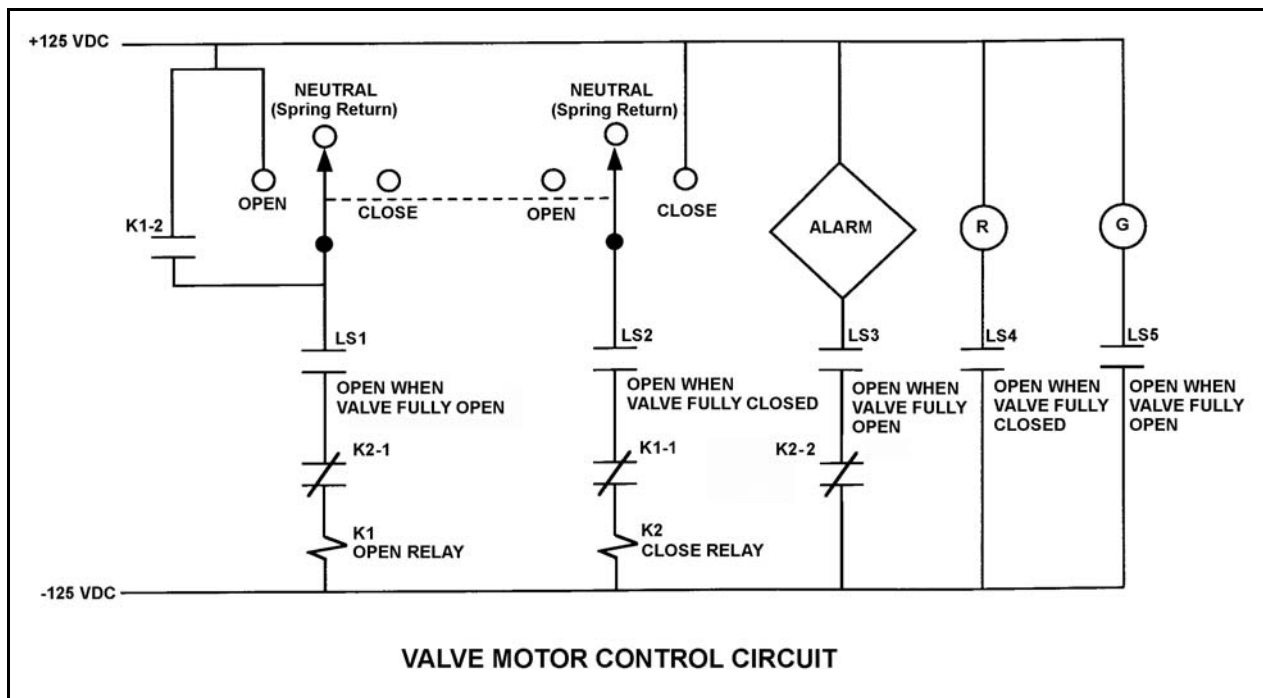 +125 VDC
NEUTRAL
(Spring Return)
NEUTRAL
(Spring Return)
OPEN
CLOSE
OPEN
CLOSE
K1-2
ALARM
R
G
LS1
OPEN WHEN
VALVE FULLY OPEN
LS2
OPEN WHEN
VALVE FULLY CLOSED
LS3
OPEN WHEN
VALVE FULLY
OPEN
LS4
OPEN WHEN
VALVE FULLY
CLOSED
LS5
OPEN WHEN
VALVE FULLY
OPEN
K2-1
K1-1
K2-2
K1
OPEN RELAY
K2
CLOSE RELAY
-125 VDC
VALVE MOTOR CONTROL CIRCUIT